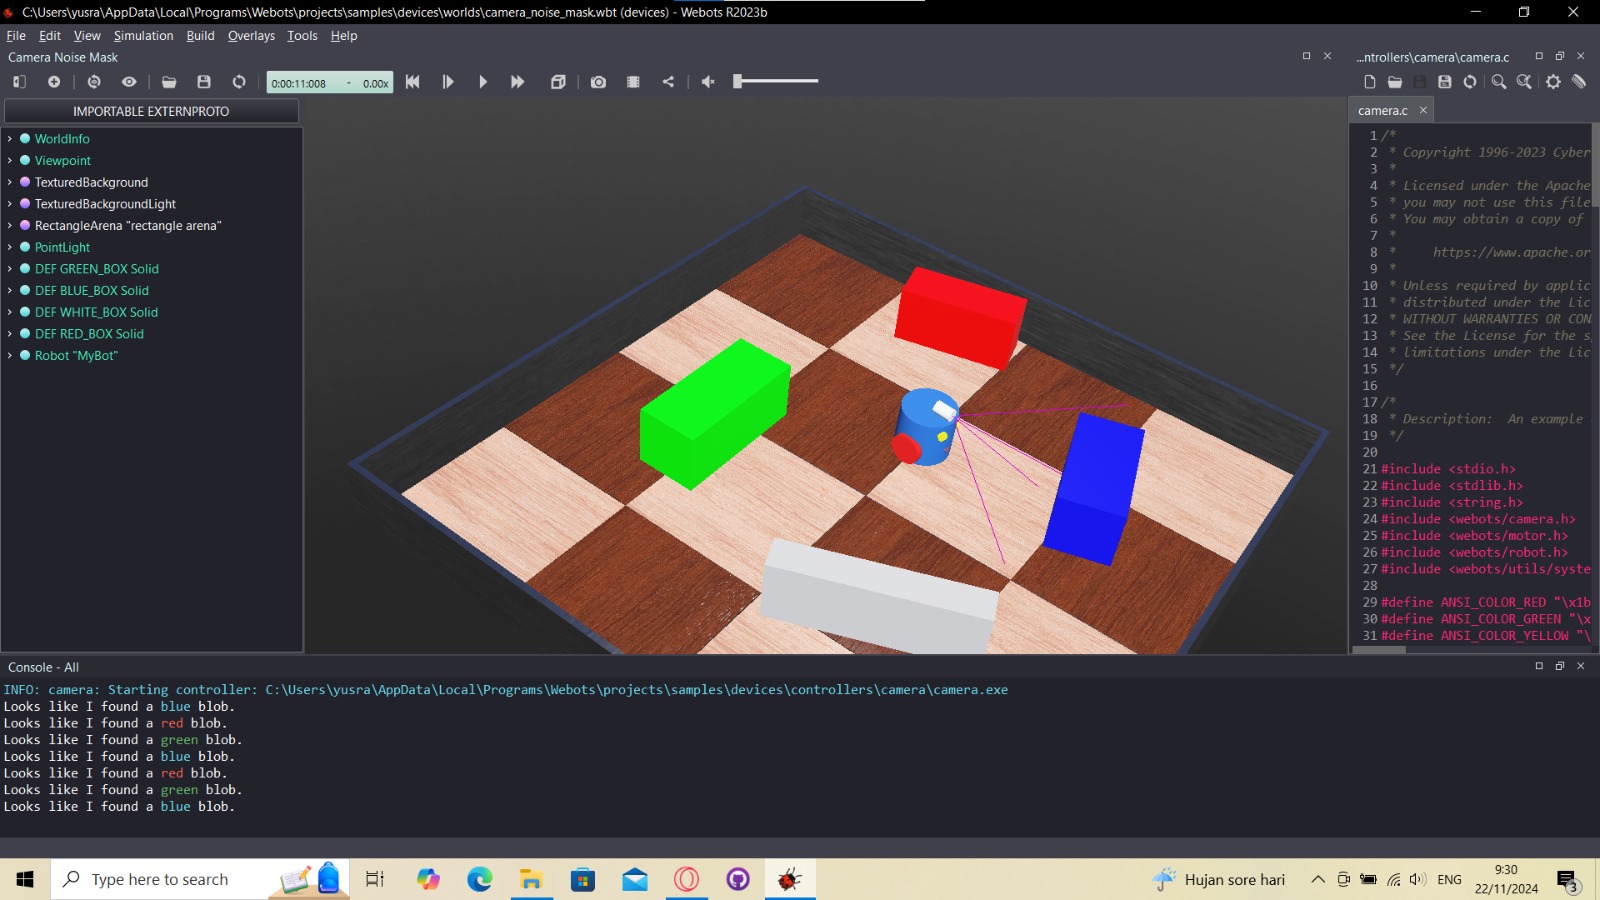 C:\Users\yusra\AppData\Local\Programs\Webots\projects\samples\devices\worlds\camera_noise_mask.wbt (devices) - Webots R2023b
File Edit View Simulation Build Overlays Tools Help
Camera Noise Mask
...ntrollers\camera\camera.c
0:00:11:008 - 0.00x
IMPORTABLE EXTERNPROTO
WorldInfo
Viewpoint
TexturedBackground
TexturedBackgroundLight
RectangleArena "rectangle arena"
PointLight
DEF GREEN_BOX Solid
DEF BLUE_BOX Solid
DEF WHITE_BOX Solid
DEF RED_BOX Solid
Robot "MyBot"
camera.c
1 /*
2 * Copyright 1996-2023 Cyber
3 *
4 * Licensed under the Apache
5 * you may not use this file
6 * You may obtain a copy of
7 *
8 * https://www.apache.or
9 *
10 * Unless required by applic
11 * distributed under the Lic
12 * WITHOUT WARRANTIES OR CON
13 * See the License for the s
14 * limitations under the Lic
15 */
16
17 /*
18 * Description: An example
19 */
20
21 #include <stdio.h>
22 #include <stdlib.h>
23 #include <string.h>
24 #include <webots/camera.h>
25 #include <webots/motor.h>
26 #include <webots/robot.h>
27 #include <webots/utils/syste
28
29 #define ANSI_COLOR_RED "\x1b
30 #define ANSI_COLOR_GREEN "\x
31 #define ANSI_COLOR_YELLOW "\
Console - All
INFO: camera: Starting controller: C:\Users\yusra\AppData\Local\Programs\Webots\projects\samples\devices\controllers\camera\camera.exe
Looks like I found a blue blob.
Looks like I found a red blob.
Looks like I found a green blob.
Looks like I found a blue blob.
Looks like I found a red blob.
Looks like I found a green blob.
Looks like I found a blue blob.
Type here to search
Hujan sore hari
ENG
9:30
22/11/2024
3